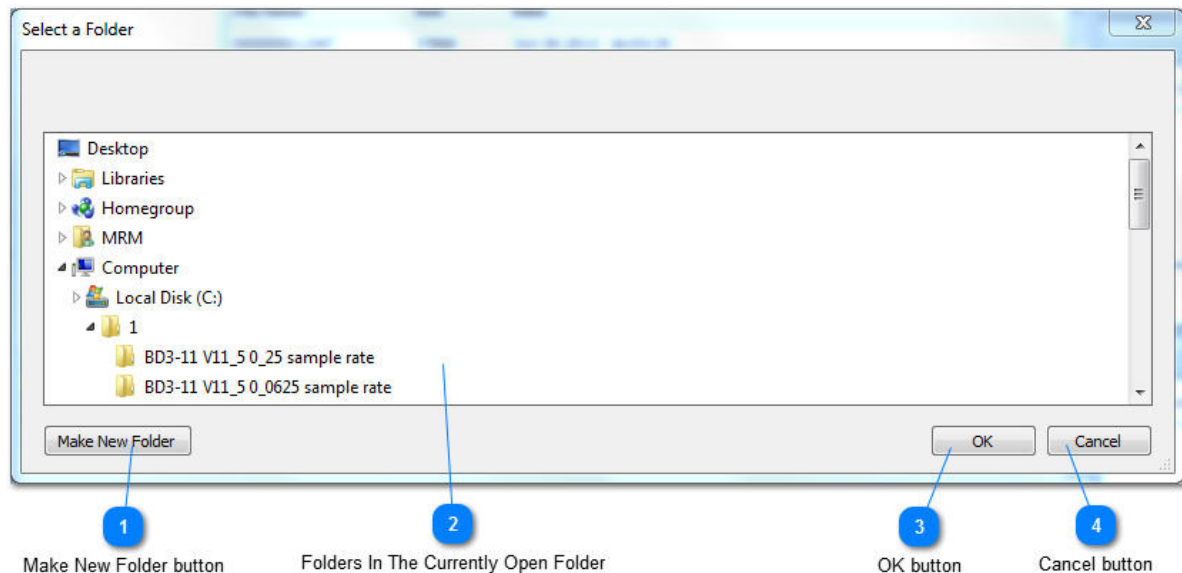 Select a Folder
Desktop
Libraries
Homegroup
MRM
Computer
Local Disk (C:)
1
BD3-11 V11_5 0_25 sample rate
BD3-11 V11_5 0_0625 sample rate
Make New Folder OK Cancel
1 2 3 4
Make New Folder button Folders In The Currently Open Folder OK button Cancel button